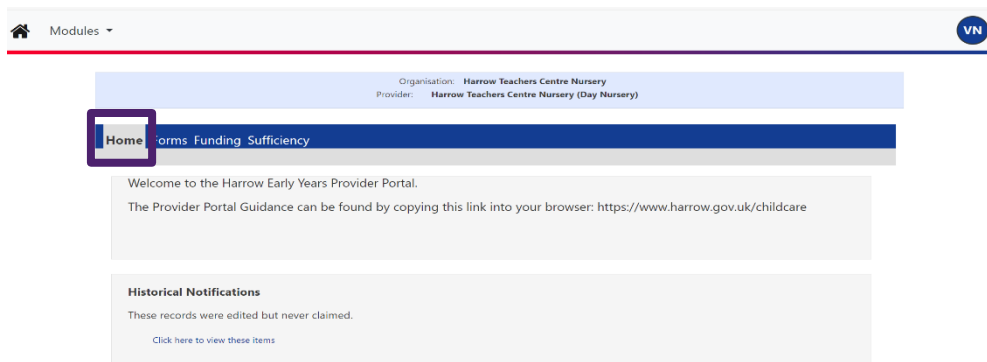 Modules
VN
Organisation: Harrow Teachers Centre Nursery
Provider: Harrow Teachers Centre Nursery (Day Nursery)
Home Forms Funding Sufficiency
Welcome to the Harrow Early Years Provider Portal.
The Provider Portal Guidance can be found by copying this link into your browser: https://www.harrow.gov.uk/childcare
Historical Notifications
These records were edited but never claimed.
Click here to view these items